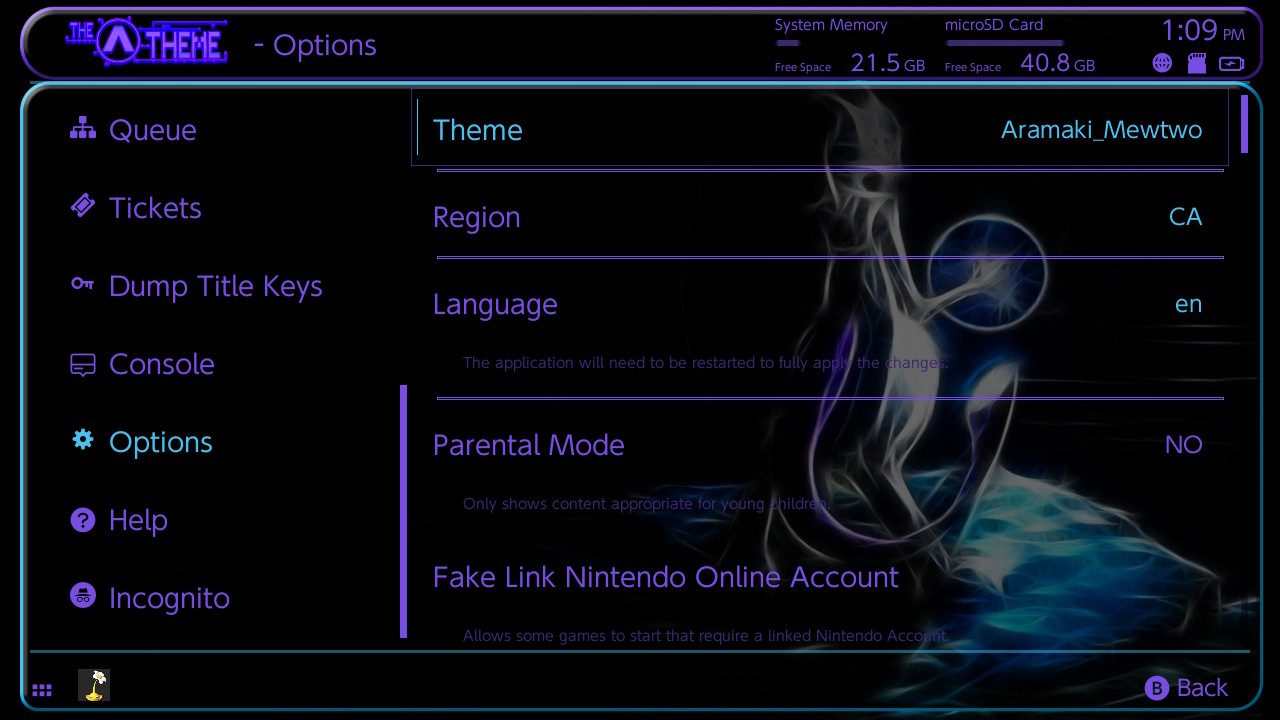 THE A THEME - Options
System Memory
Free Space 21.5 GB
microSD Card
Free Space 40.8 GB
1:09 PM
Queue
Tickets
Dump Title Keys
Console
Options
Help
Incognito
Theme Aramaki_Mewtwo
Region CA
Language en
The application will need to be restarted to fully apply the changes.
Parental Mode NO
Only shows content appropriate for young children.
Fake Link Nintendo Online Account
Allows some games to start that require a linked Nintendo Account.
B Back